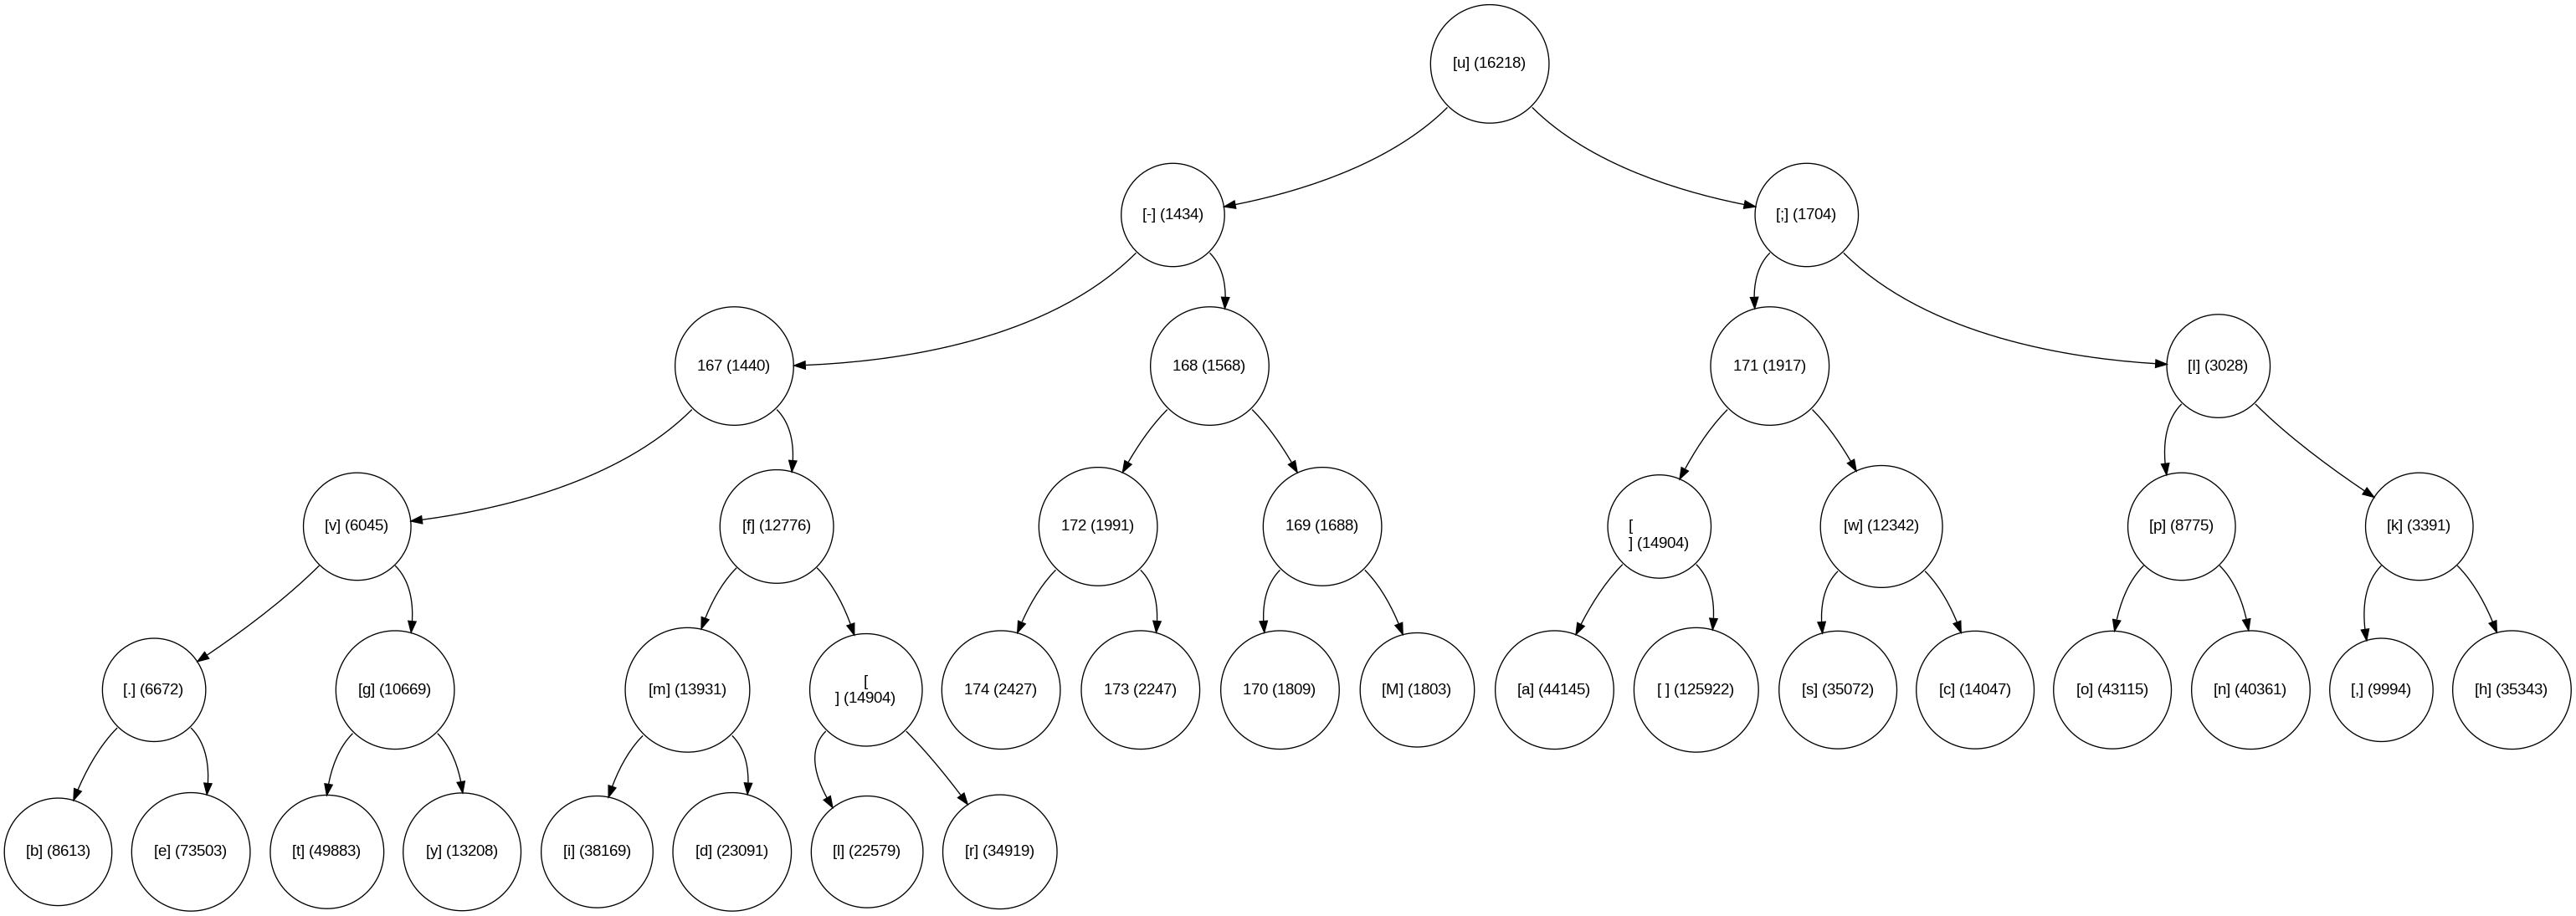 [u] (16218)
[-] (1434)
[;] (1704)
167 (1440)
168 (1568)
171 (1917)
[I] (3028)
[v] (6045)
[f] (12776)
172 (1991)
169 (1688)
[
] (14904)
[w] (12342)
[p] (8775)
[k] (3391)
[.] (6672)
[g] (10669)
[m] (13931)
[
] (14904)
174 (2427)
173 (2247)
170 (1809)
[M] (1803)
[a] (44145)
[ ] (125922)
[s] (35072)
[c] (14047)
[o] (43115)
[n] (40361)
[,] (9994)
[h] (35343)
[b] (8613)
[e] (73503)
[t] (49883)
[y] (13208)
[i] (38169)
[d] (23091)
[l] (22579)
[r] (34919)